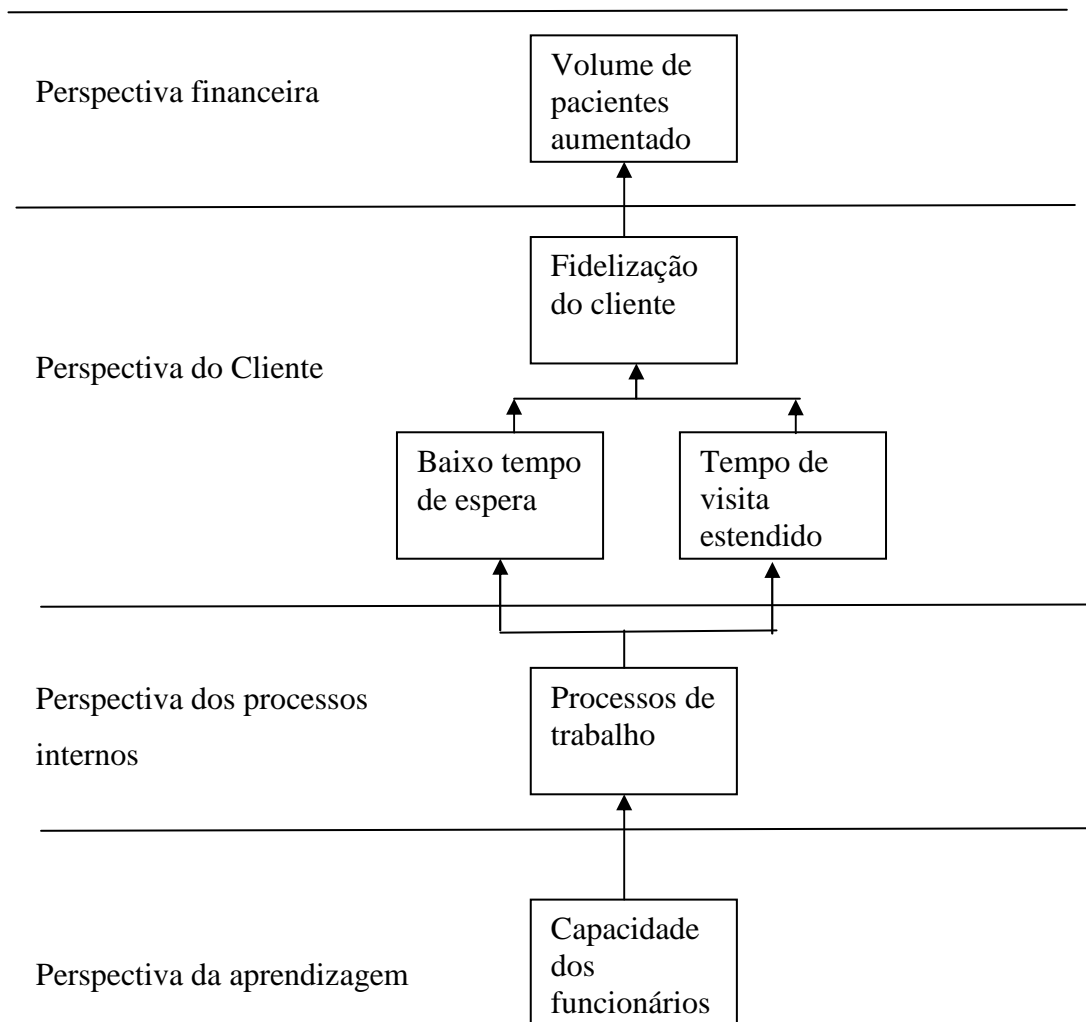 Perspectiva financeira
Volume de
pacientes
aumentado
Fidelização
do cliente
Perspectiva do Cliente
Baixo tempo
de espera
Tempo de
visita
estendido
Perspectiva dos processos
internos
Processos de
trabalho
Perspectiva da aprendizagem
Capacidade
dos
funcionários